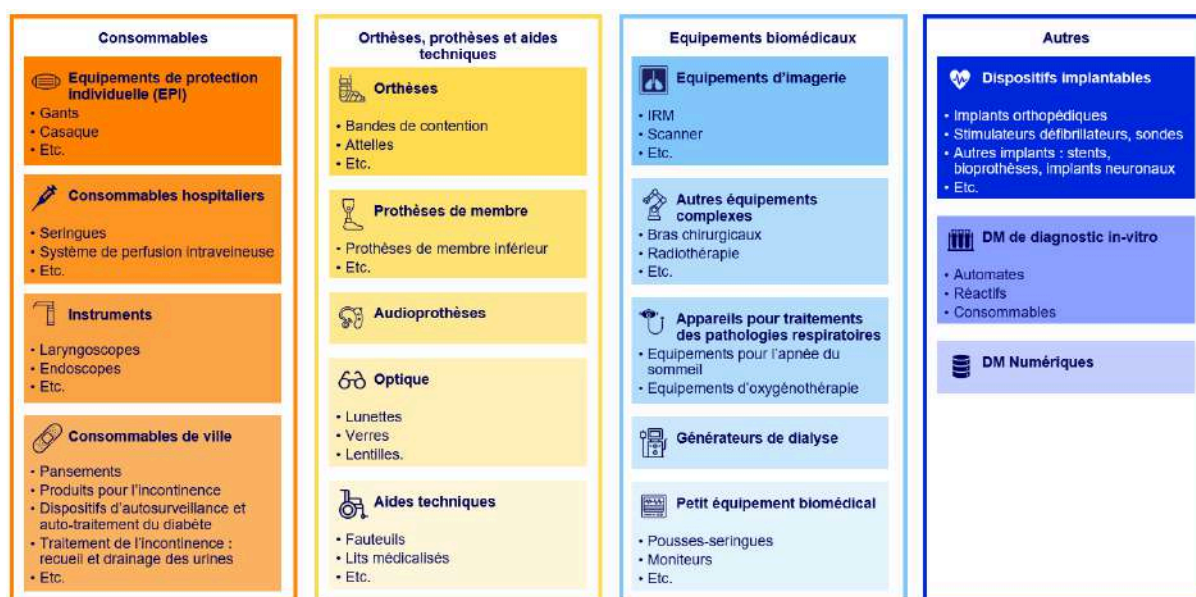 Consommables
Equipements de protection
individuelle (EPI)
• Gants
• Casaque
• Etc.
Consommables hospitaliers
• Seringues
• Système de perfusion intraveineuse
• Etc.
Instruments
• Laryngoscopes
• Endoscopes
• Etc.
Consommables de ville
• Pansements
• Produits pour l'incontinence
• Dispositifs d'autosurveillance et
auto-traitement du diabète
• Traitement de l'incontinence :
recueil et drainage des urines
• Etc.
Orthèses, prothèses et aides
techniques
Orthèses
• Bandes de contention
• Attelles
• Etc.
Prothèses de membre
• Prothèses de membre inférieur
• Etc.
Audioprothèses
Optique
• Lunettes
• Verres
• Lentilles.
Aides techniques
• Fauteuils
• Lits médicalisés
• Etc.
Equipements biomédicaux
Equipements d'imagerie
• IRM
• Scanner
• Etc.
Autres équipements
complexes
• Bras chirurgicaux
• Radiothérapie
• Etc.
Appareils pour traitements
des pathologies respiratoires
• Equipements pour l'apnée du
sommeil
• Equipements d'oxygénothérapie
Générateurs de dialyse
Petit équipement biomédical
• Pousses-seringues
• Moniteurs
• Etc.
Autres
Dispositifs implantables
• Implants orthopédiques
• Stimulateurs défibrillateurs, sondes
• Autres implants : stents,
bioprothèses, implants neuronaux
• Etc.
DM de diagnostic in-vitro
• Automates
• Réactifs
• Consommables
DM Numériques